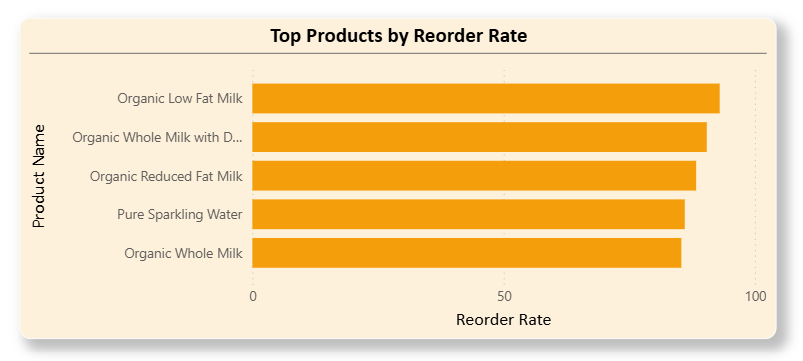 Top Products by Reorder Rate
Product Name
Organic Low Fat Milk
Organic Whole Milk with D...
Organic Reduced Fat Milk
Pure Sparkling Water
Organic Whole Milk
0 50 100
Reorder Rate